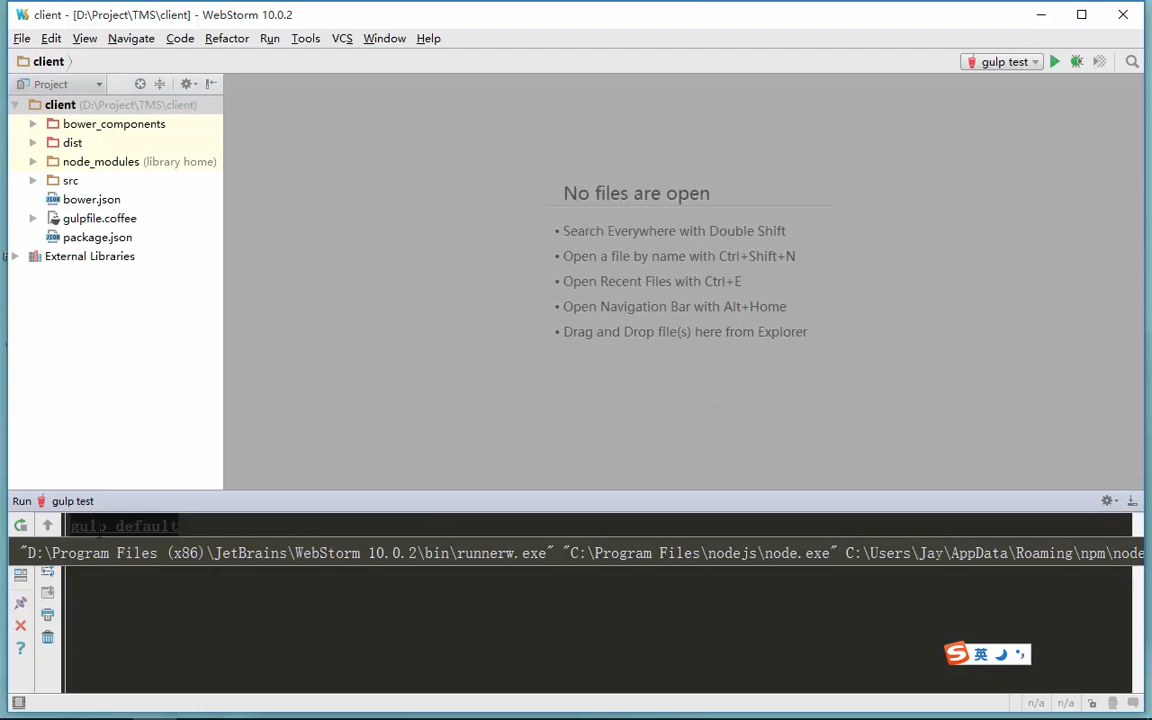 client - [D:\Project\TMS\client] - WebStorm 10.0.2
File Edit View Navigate Code Refactor Run Tools VCS Window Help
client
gulp test
Project
client (D:\Project\TMS\client)
bower_components
dist
node_modules (library home)
src
bower.json
gulpfile.coffee
package.json
External Libraries
No files are open
• Search Everywhere with Double Shift
• Open a file by name with Ctrl+Shift+N
• Open Recent Files with Ctrl+E
• Open Navigation Bar with Alt+Home
• Drag and Drop file(s) here from Explorer
Run gulp test
gulp default
"D:\Program Files (x86)\JetBrains\WebStorm 10.0.2\bin\runnerw.exe" "C:\Program Files\nodejs\node.exe" C:\Users\Jay\AppData\Roaming\npm\node
S 英
n/a n/a